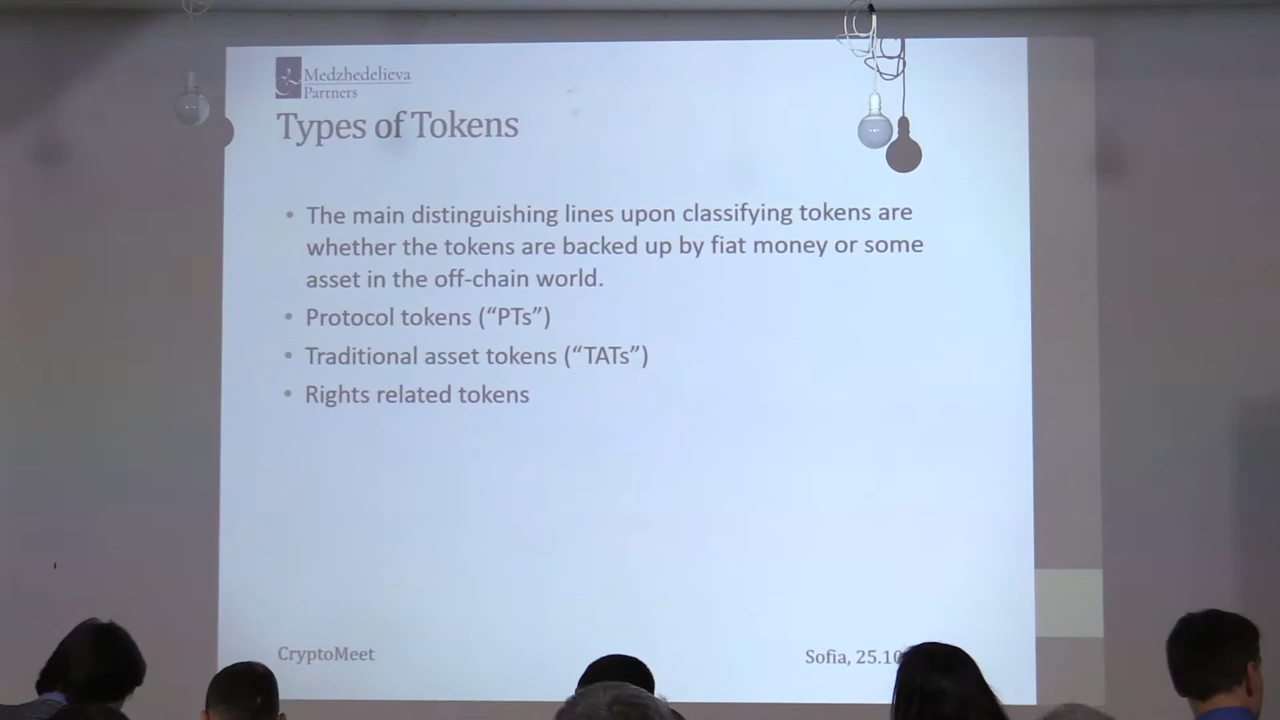 Medzhedelieva
Partners
Types of Tokens
• The main distinguishing lines upon classifying tokens are
whether the tokens are backed up by fiat money or some
asset in the off-chain world.
• Protocol tokens (“PTs”)
• Traditional asset tokens (“TATs”)
• Rights related tokens
CryptoMeet
Sofia,